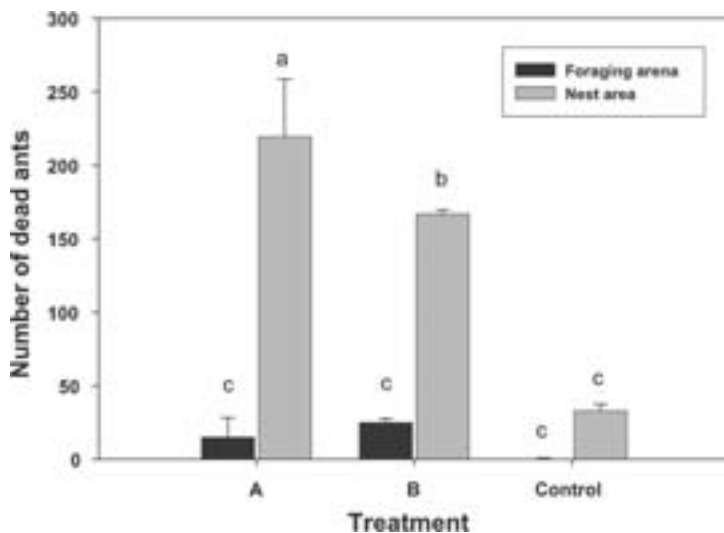 300
250
200
150
100
50
0
Number of dead ants
a
b
c
c
c
c
Foraging arena
Nest area
A
B
Control
Treatment